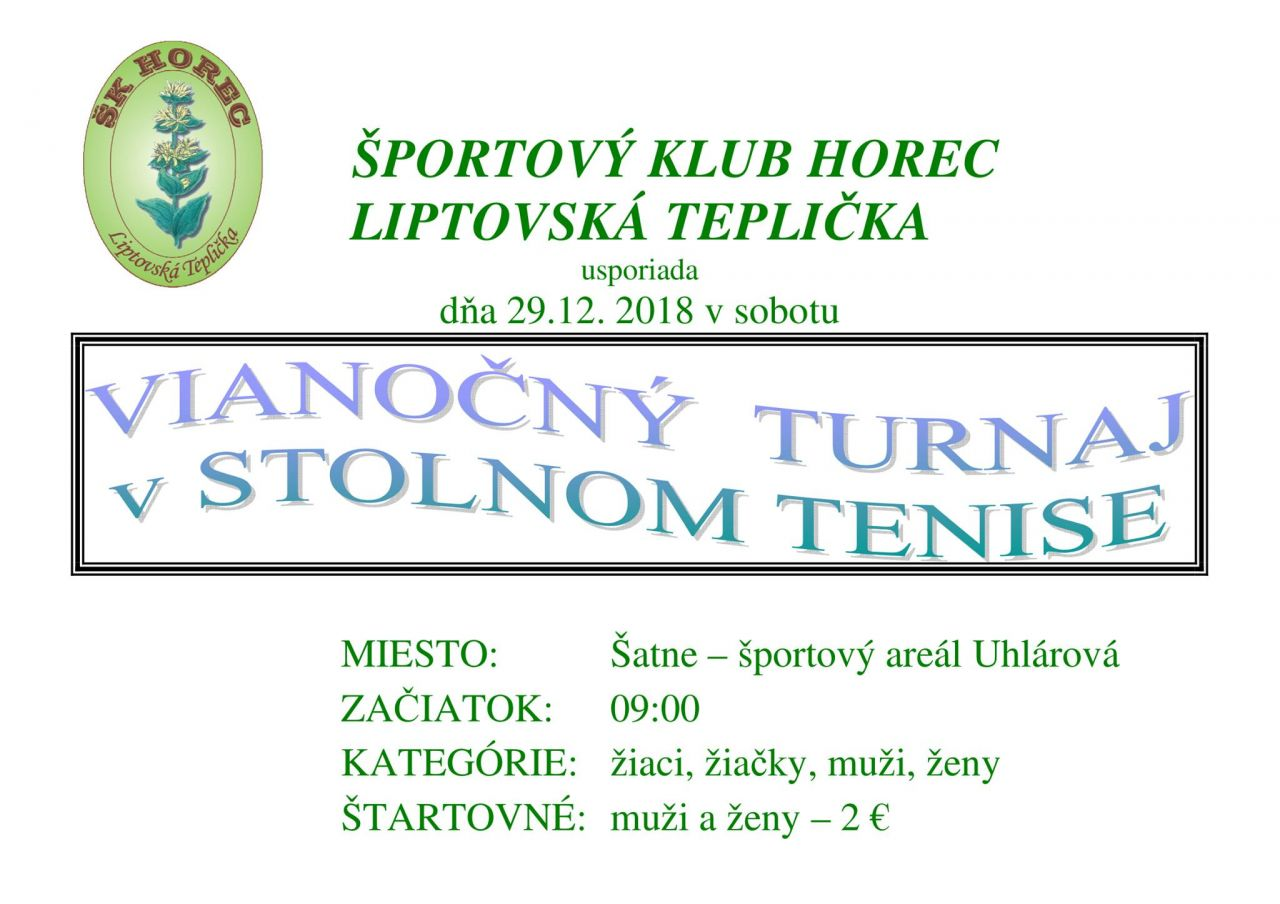 ŠK HOREC
Liptovská Teplička
ŠPORTOVÝ KLUB HOREC
LIPTOVSKÁ TEPLIČKA
usporiada
dňa 29.12. 2018 v sobotu
VIANOČNÝ TURNAJ
v STOLNOM TENISE
MIESTO: Šatne – športový areál Uhlárová
ZAČIATOK: 09:00
KATEGÓRIE: žiaci, žiačky, muži, ženy
ŠTARTOVNÉ: muži a ženy – 2 €